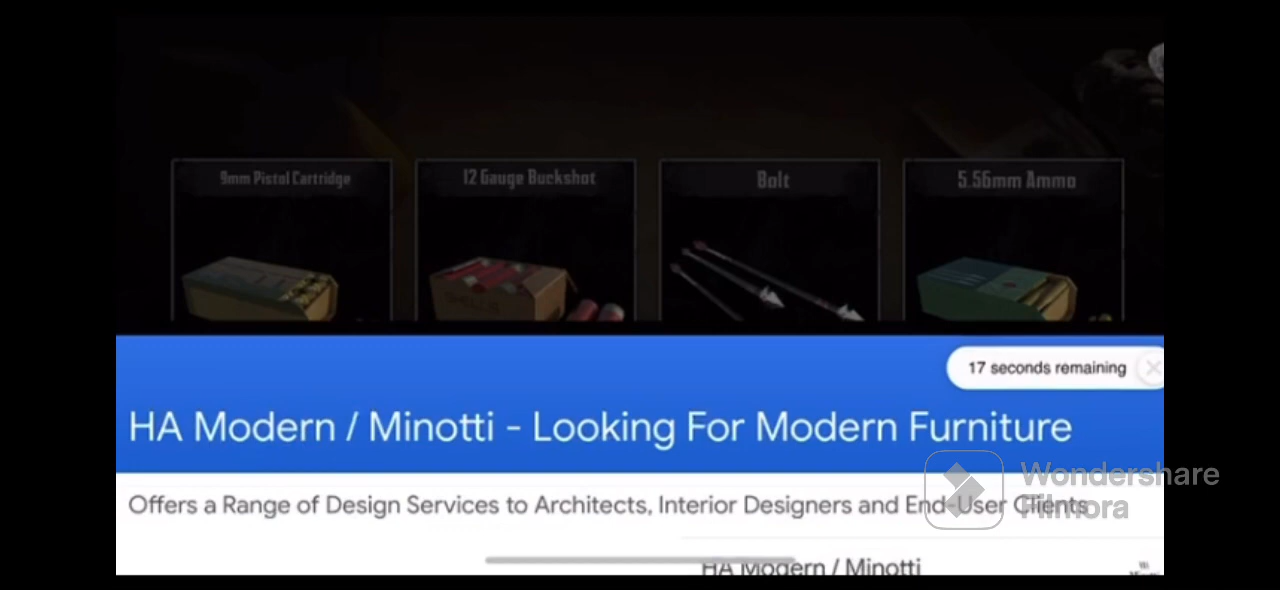 9mm Pistol Cartridge
12 Gauge Buckshot
Bolt
5.56mm Ammo
17 seconds remaining
HA Modern / Minotti - Looking For Modern Furniture
Wondershare
Filmora
Offers a Range of Design Services to Architects, Interior Designers and End-User Clients
HA Modern / Minotti